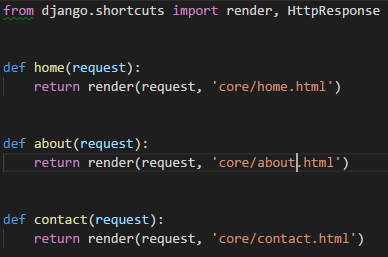 from django.shortcuts import render, HttpResponse
def home(request):
    return render(request, 'core/home.html')
def about(request):
    return render(request, 'core/about.html')
def contact(request):
    return render(request, 'core/contact.html')